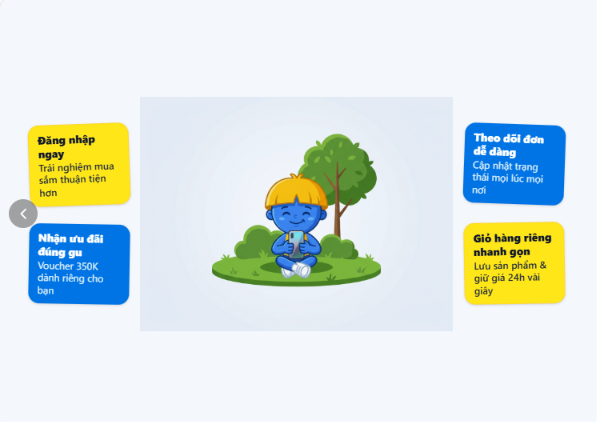 Đăng nhập
ngay
Trải nghiệm mua
sắm thuận tiện
hơn
Nhận ưu đãi
đúng gu
Voucher 350K
dành riêng cho
bạn
Theo dõi đơn
dễ dàng
Cập nhật trạng
thái mọi lúc mọi
nơi
Giỏ hàng riêng
nhanh gọn
Lưu sản phẩm &
giữ giá 24h vài
giây